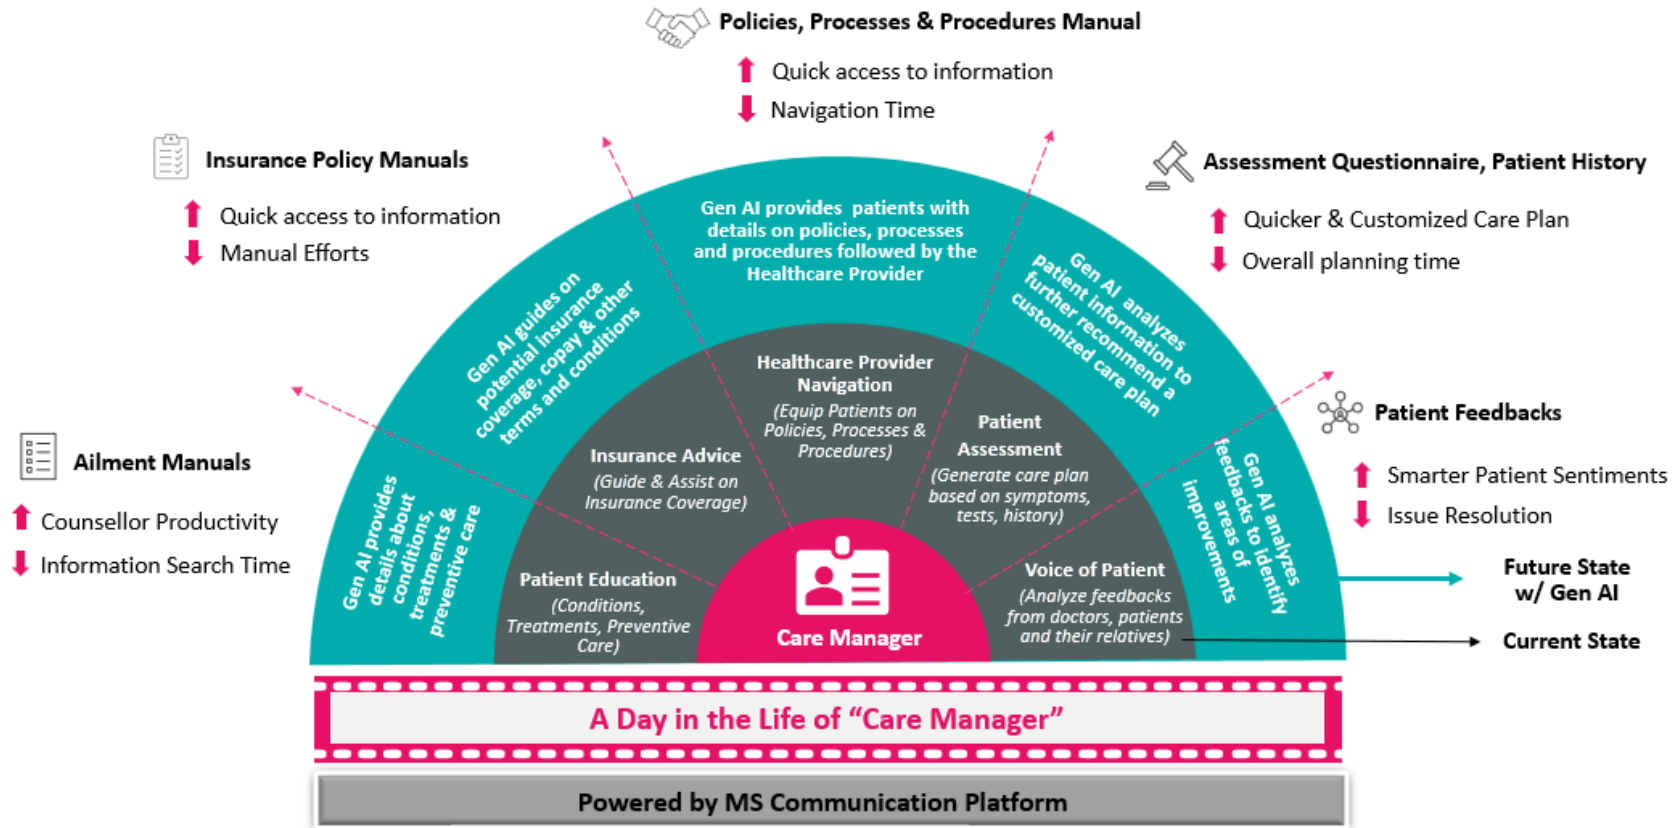 Policies, Processes & Procedures Manual
Quick access to information
Navigation Time
Insurance Policy Manuals
Quick access to information
Manual Efforts
Assessment Questionnaire, Patient History
Quicker & Customized Care Plan
Overall planning time
Ailment Manuals
Counsellor Productivity
Information Search Time
Patient Feedbacks
Smarter Patient Sentiments
Issue Resolution
Gen AI provides
details about
conditions,
treatments &
preventive care
Gen AI guides on
potential insurance
coverage, copay & other
terms and conditions
Gen AI provides patients with
details on policies, processes
and procedures followed by the
Healthcare Provider
Gen AI analyzes
patient information to
further recommend a
customized care plan
Gen AI analyzes
feedbacks to identify
areas of
improvements
Patient Education
(Conditions,
Treatments, Preventive
Care)
Insurance Advice
(Guide & Assist on
Insurance Coverage)
Healthcare Provider
Navigation
(Equip Patients on
Policies, Processes &
Procedures)
Patient
Assessment
(Generate care plan
based on symptoms,
tests, history)
Voice of Patient
(Analyze feedbacks
from doctors, patients
and their relatives)
Care Manager
Future State
w/ Gen AI
Current State
A Day in the Life of “Care Manager”
Powered by MS Communication Platform